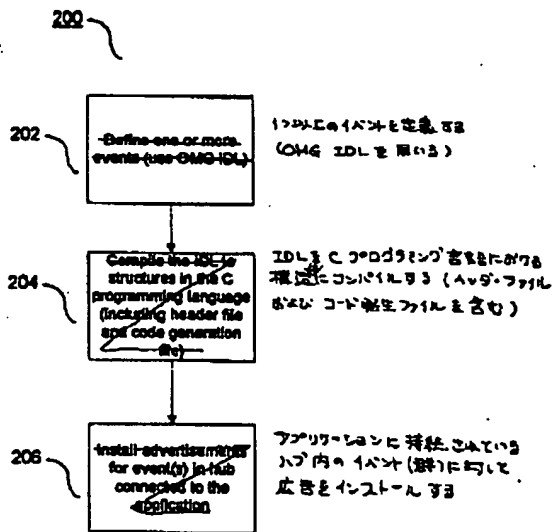 200
202
Define one or more
events (use OMG IDL)
1つ以上のイベントを定義する
(OMG IDLを用いる)
204
Compile the IDL to
structures in the C
programming language
(including header file
and code generation
file)
IDLをCプログラミング言語における
構造にコンパイルする(ヘッダ・ファイル
および コード発生ファイルを含む)
206
Install advertisements
for event(s) in hub
connected to the
application
アプリケーションに接続されている
ハブ内のイベント(群)に対して
広告をインストールする